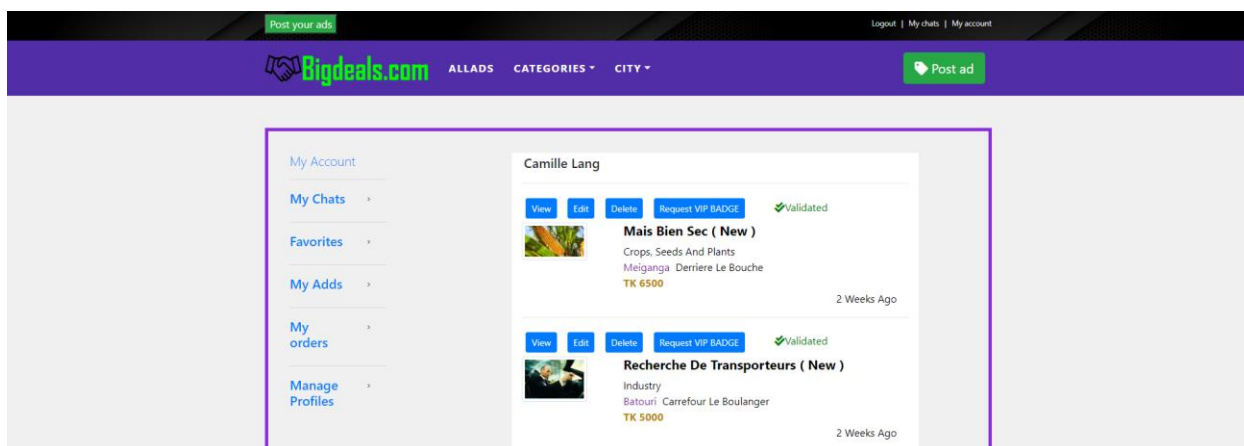 Post your ads
Logout | My chats | My account
Bigdeals.com ALLADS CATEGORIES CITY Post ad
My Account
My Chats
Favorites
My Adds
My
orders
Manage
Profiles
Camille Lang
View Edit Delete Request VIP BADGE Validated
Mais Bien Sec ( New )
Crops, Seeds And Plants
Meiganga Derriere Le Bouche
TK 6500
2 Weeks Ago
View Edit Delete Request VIP BADGE Validated
Recherche De Transporteurs ( New )
Industry
Batouri Carrefour Le Boulanger
TK 5000
2 Weeks Ago